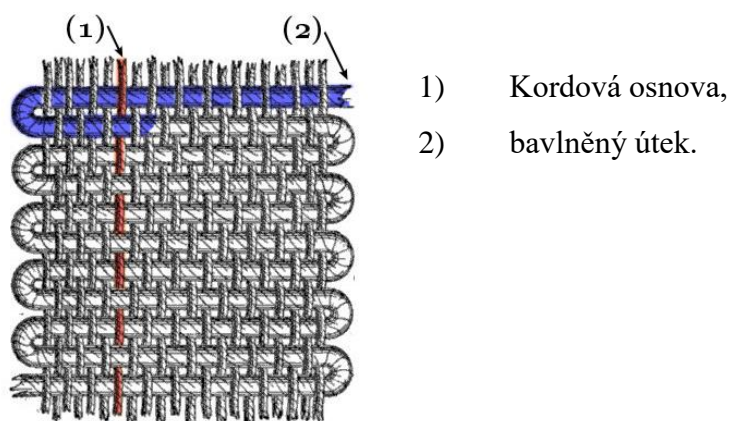 (1) (2)
1) Kordová osnova,
2) bavlněný útek.